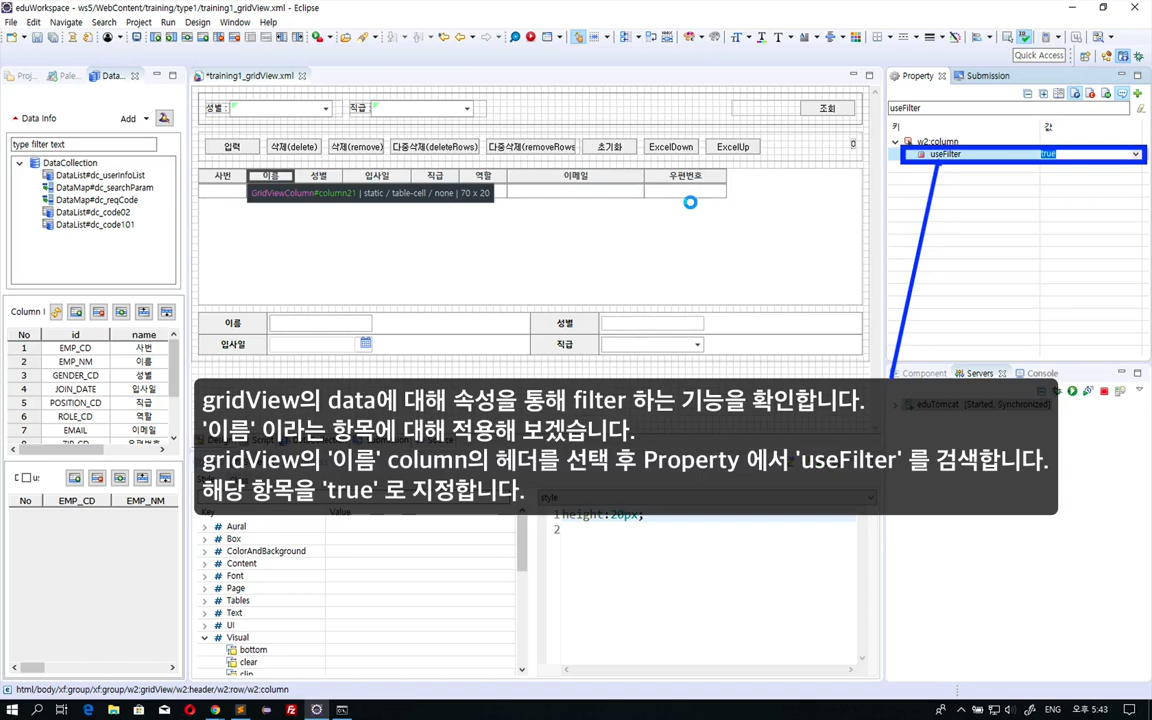 eduWorkspace - ws5/WebContent/training/type1/training1_gridView.xml - Eclipse
File Edit Navigate Search Project Run Design Window Help
Quick Access
Proj... Pale... Data...
*training1_gridView.xml
Property Submission
Data Info Add
type filter text
DataCollection
DataList#dc_userInfoList
DataMap#dc_searchParam
DataMap#dc_reqCode
DataList#dc_code02
DataList#dc_code101
Column I
No id name
1 EMP_CD 사번
2 EMP_NM 이름
3 GENDER_CD 성별
4 JOIN_DATE 입사일
5 POSITION_CD 직급
6 ROLE_CD 역할
7 EMAIL 이메일
No EMP_CD EMP_NM
성별 : 직급 : 조회
입력 삭제(delete) 삭제(remove) 다중삭제(deleteRows) 다중삭제(removeRows 초기화 ExcelDown ExcelUp 0
사번 이름 성별 입사일 직급 역할 이메일 우편번호
GridViewColumn#column21 | static / table-cell / none | 70 x 20
이름 성별
입사일 직급
useFilter
키 값
w2:column
useFilter true
Component Servers Console
eduTomcat [Started, Synchronized]
gridView의 data에 대해 속성을 통해 filter 하는 기능을 확인합니다.
'이름' 이라는 항목에 대해 적용해 보겠습니다.
gridView의 '이름' column의 헤더를 선택 후 Property 에서 'useFilter' 를 검색합니다.
해당 항목을 'true' 로 지정합니다.
Key Value
Aural
Box
ColorAndBackground
Content
Font
Page
Tables
Text
UI
Visual
bottom
clear
clip
style
1 height:20px;
2
html/body/xf:group/xf:group/w2:gridView/w2:header/w2:row/w2:column
ENG 오후 5:43